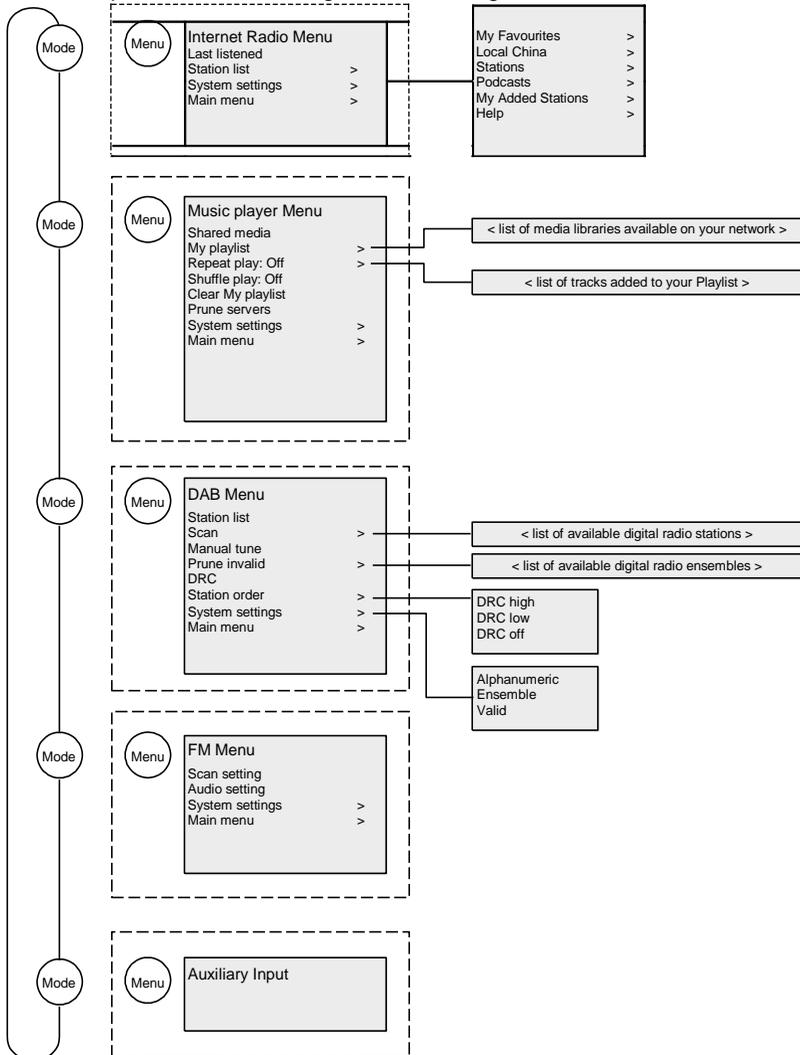 Mode
Menu
Internet Radio Menu
Last listened
Station list >
System settings >
Main menu >
My Favourites >
Local China >
Stations >
Podcasts >
My Added Stations >
Help >
Mode
Menu
Music player Menu
Shared media
My playlist >
Repeat play: Off >
Shuffle play: Off
Clear My playlist
Prune servers
System settings >
Main menu >
< list of media libraries available on your network >
< list of tracks added to your Playlist >
Mode
Menu
DAB Menu
Station list
Scan >
Manual tune
Prune invalid >
DRC
Station order >
System settings >
Main menu >
< list of available digital radio stations >
< list of available digital radio ensembles >
DRC high
DRC low
DRC off
Alphanumeric
Ensemble
Valid
Mode
Menu
FM Menu
Scan setting
Audio setting
System settings >
Main menu >
Mode
Menu
Auxiliary Input